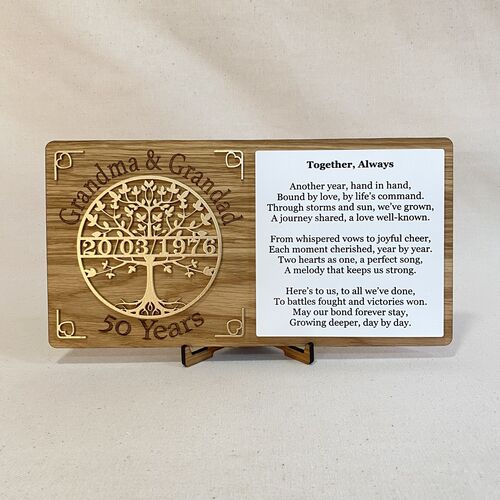 Grandma & Grandad
20/03/1976
50 Years
Together, Always
Another year, hand in hand,
Bound by love, by life's command.
Through storms and sun, we've grown,
A journey shared, a love well-known.
From whispered vows to joyful cheer,
Each moment cherished, year by year.
Two hearts as one, a perfect song,
A melody that keeps us strong.
Here's to us, to all we've done,
To battles fought and victories won.
May our bond forever stay,
Growing deeper, day by day.